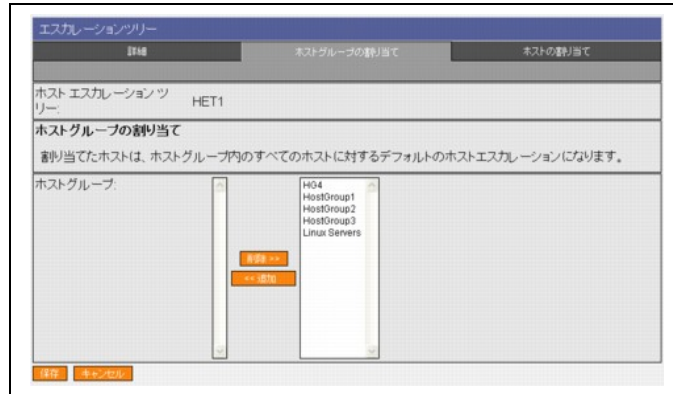 エスカレーションツリー
詳細
ホストグループの割り当て
ホストの割り当て
ホスト エスカレーション ツ
リー:
HET1
ホストグループの割り当て
割り当てたホストは、ホストグループ内のすべてのホストに対するデフォルトのホストエスカレーションになります。
ホストグループ:
HG4
HostGroup1
HostGroup2
HostGroup3
Linux Servers
削除 >>
<< 追加
保存
キャンセル